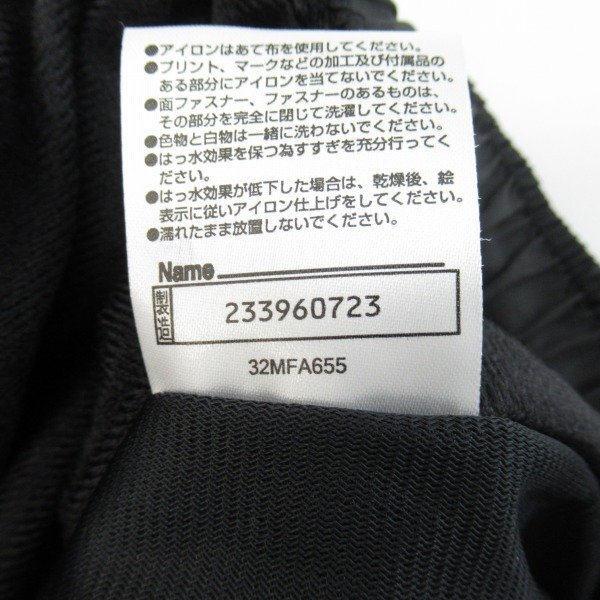 ●アイロンはあて布を使用してください。
●プリント、マークなどの加工及び付属品の
ある部分にアイロンを当てないでください。
●面ファスナー、ファスナーのあるものは、
その部分を完全に閉じて洗濯してください。
●色物と白物は一緒に洗わないでください。
●はっ水効果を保つ為すすぎを充分行ってく
ださい。
●はっ水効果が低下した場合は、乾燥後、絵
表示に従いアイロン仕上げをしてください。
●濡れたまま放置しないでください。
Name
製造 233960723
32MFA655